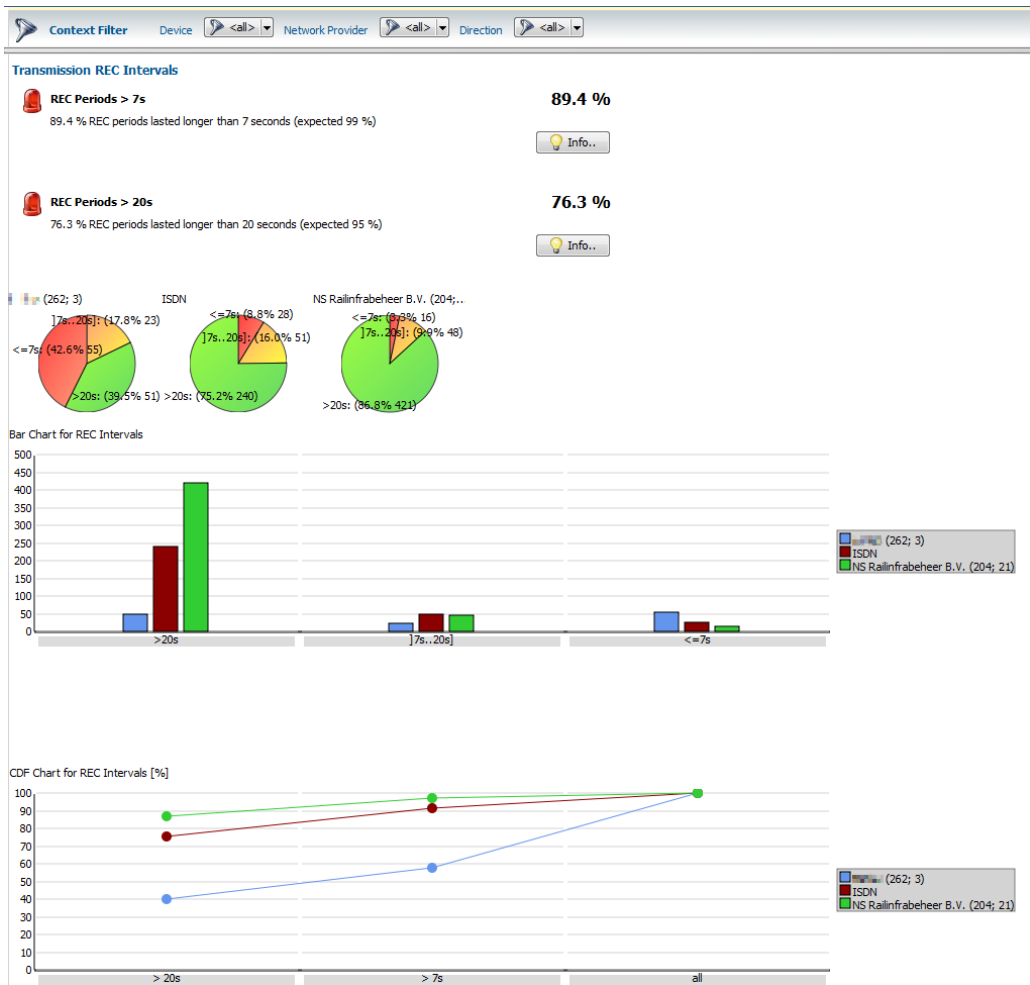 Context Filter Device <all> Network Provider <all> Direction <all>
Transmission REC Intervals
REC Periods > 7s 89.4 %
89.4 % REC periods lasted longer than 7 seconds (expected 99 %)
Info..
REC Periods > 20s 76.3 %
76.3 % REC periods lasted longer than 20 seconds (expected 95 %)
Info..
(262; 3) ISDN NS Railinfrabeheer B.V. (204;...
]7s..20s]: (17.8% 23)
<=7s: (42.6% 55)
>20s: (39.5% 51)
<=7s: (8.8% 28)
]7s..20s]: (16.0% 51)
>20s: (75.2% 240)
<=7s: (3.3% 16)
]7s..20s]: (9.9% 48)
>20s: (86.8% 421)
Bar Chart for REC Intervals
500
450
400
350
300
250
200
150
100
50
0
>20s ]7s..20s] <=7s
(262; 3)
ISDN
NS Railinfrabeheer B.V. (204; 21)
CDF Chart for REC Intervals [%]
100
90
80
70
60
50
40
30
20
10
0
> 20s > 7s all
(262; 3)
ISDN
NS Railinfrabeheer B.V. (204; 21)